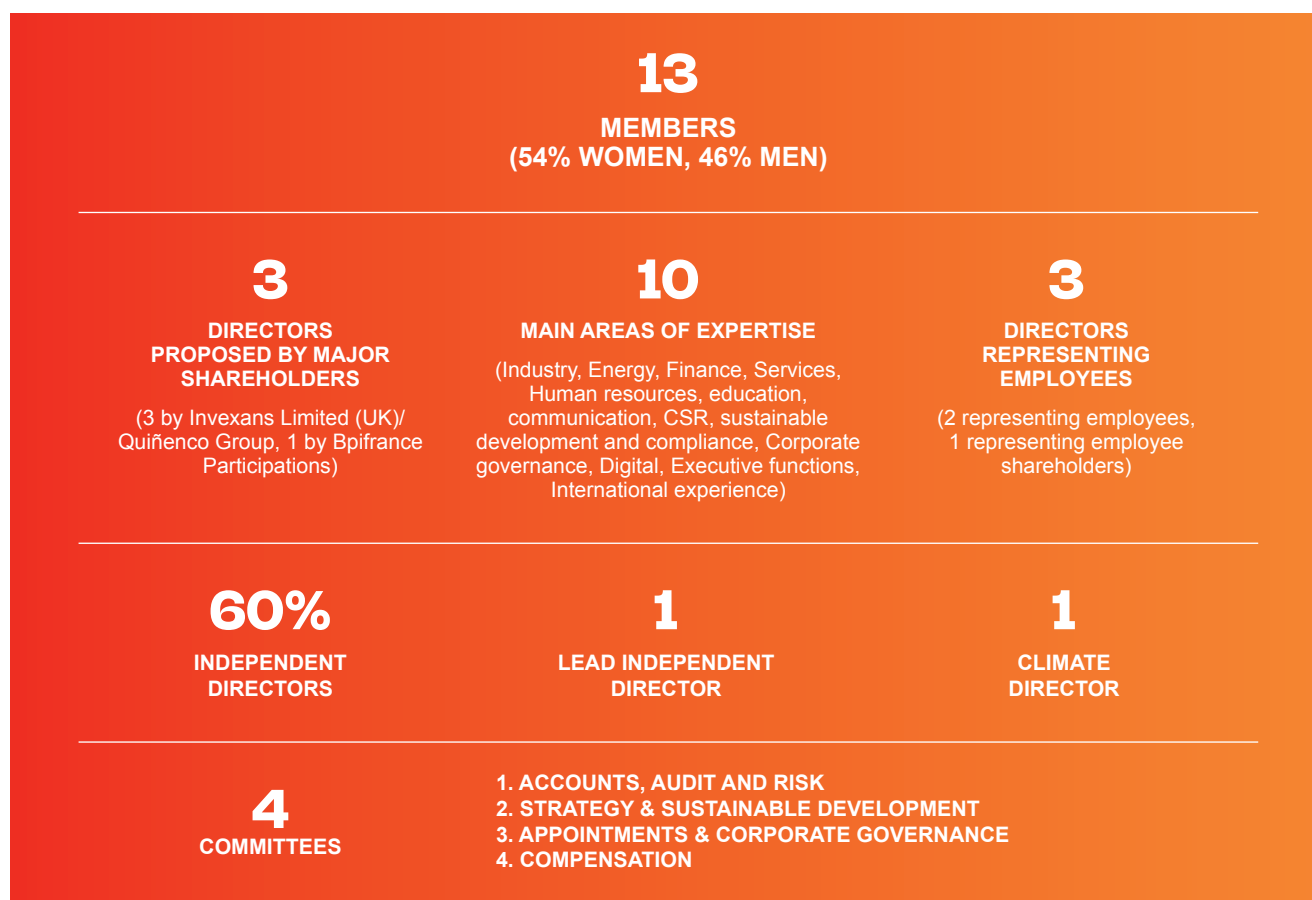 13
MEMBERS
(54% WOMEN, 46% MEN)
3
DIRECTORS
PROPOSED BY MAJOR
SHAREHOLDERS
(3 by Invexans Limited (UK)/
Quiñenco Group, 1 by Bpifrance
Participations)
10
MAIN AREAS OF EXPERTISE
(Industry, Energy, Finance, Services,
Human resources, education,
communication, CSR, sustainable
development and compliance, Corporate
governance, Digital, Executive functions,
International experience)
3
DIRECTORS
REPRESENTING
EMPLOYEES
(2 representing employees,
1 representing employee
shareholders)
60%
INDEPENDENT
DIRECTORS
1
LEAD INDEPENDENT
DIRECTOR
1
CLIMATE
DIRECTOR
4
COMMITTEES
1. ACCOUNTS, AUDIT AND RISK
2. STRATEGY & SUSTAINABLE DEVELOPMENT
3. APPOINTMENTS & CORPORATE GOVERNANCE
4. COMPENSATION